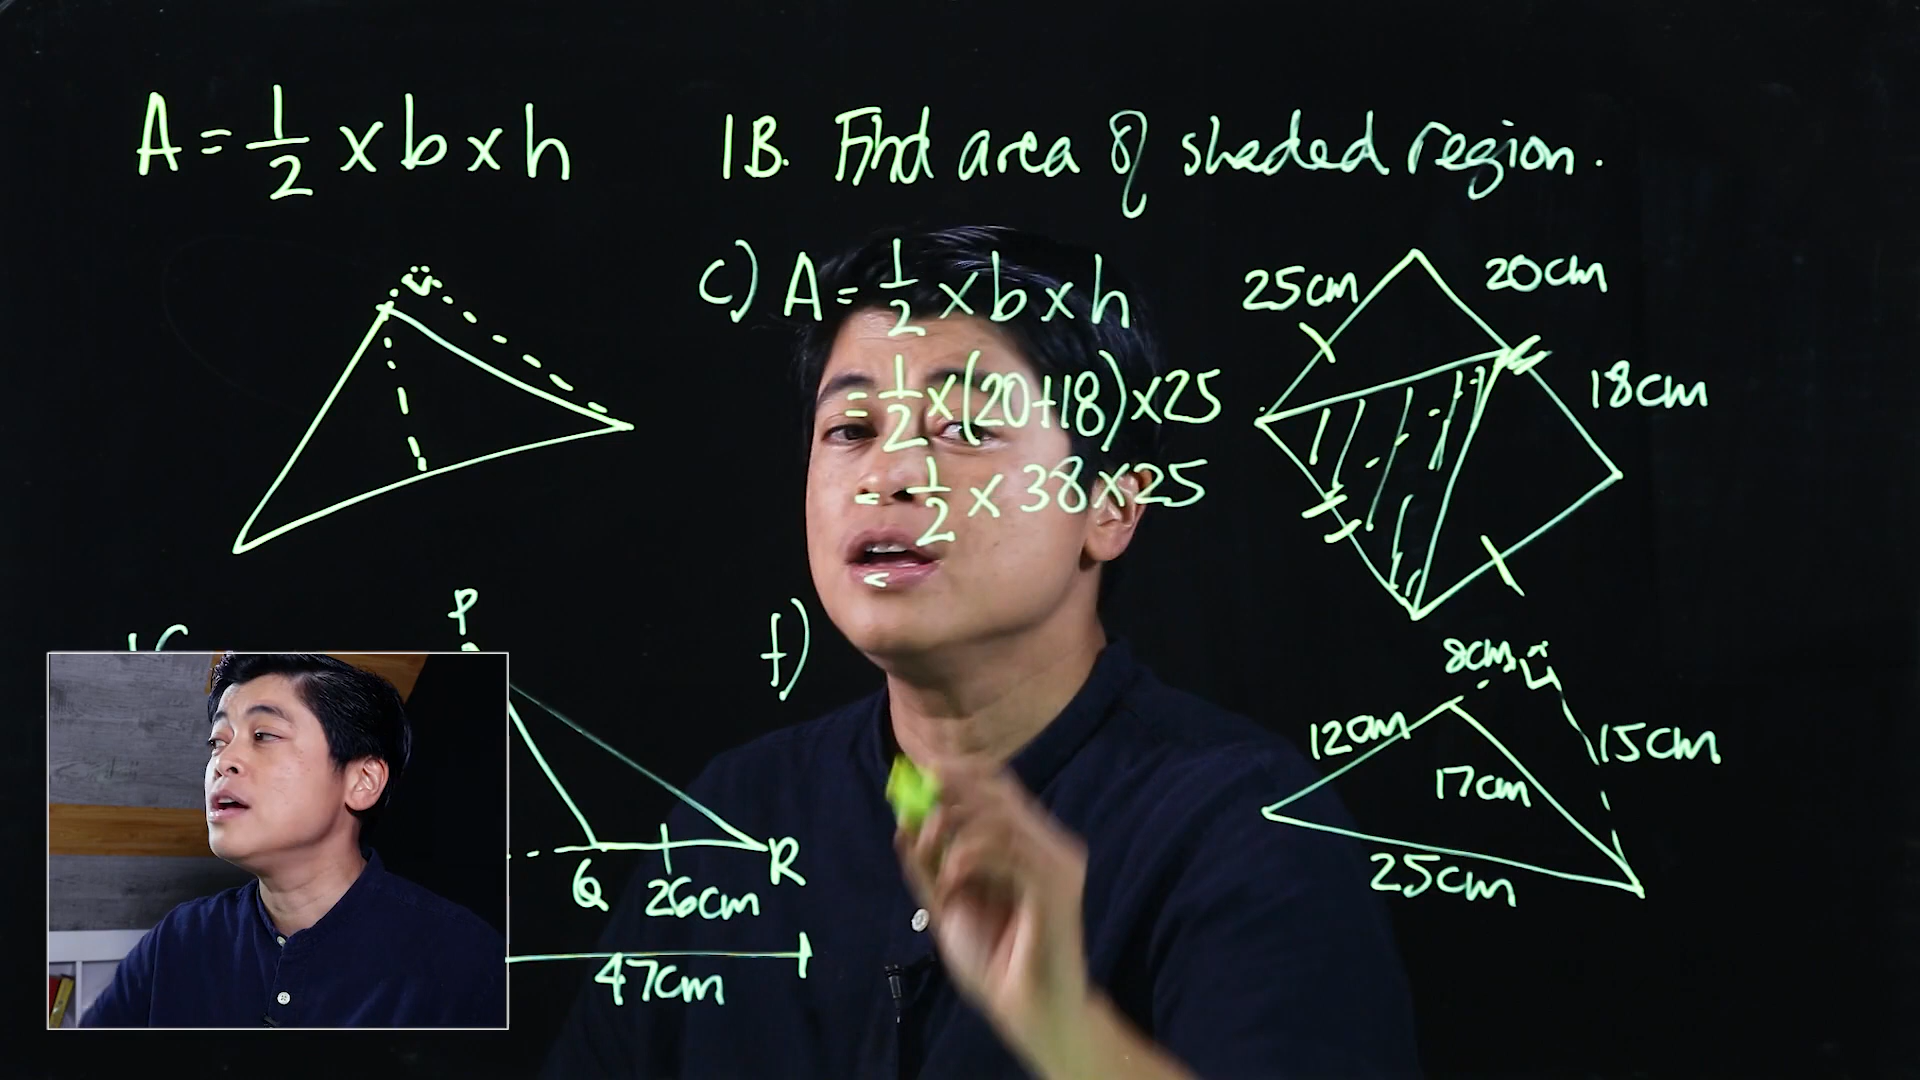 A = 1/2 × b × h
1B. Find area of shaded region.
c) A = 1/2 × b × h
= 1/2 × (20+18) × 25
= 1/2 × 38 × 25
=
25cm
20cm
18cm
P
Q
26cm
R
47cm
f)
8cm
12cm
15cm
17cm
25cm